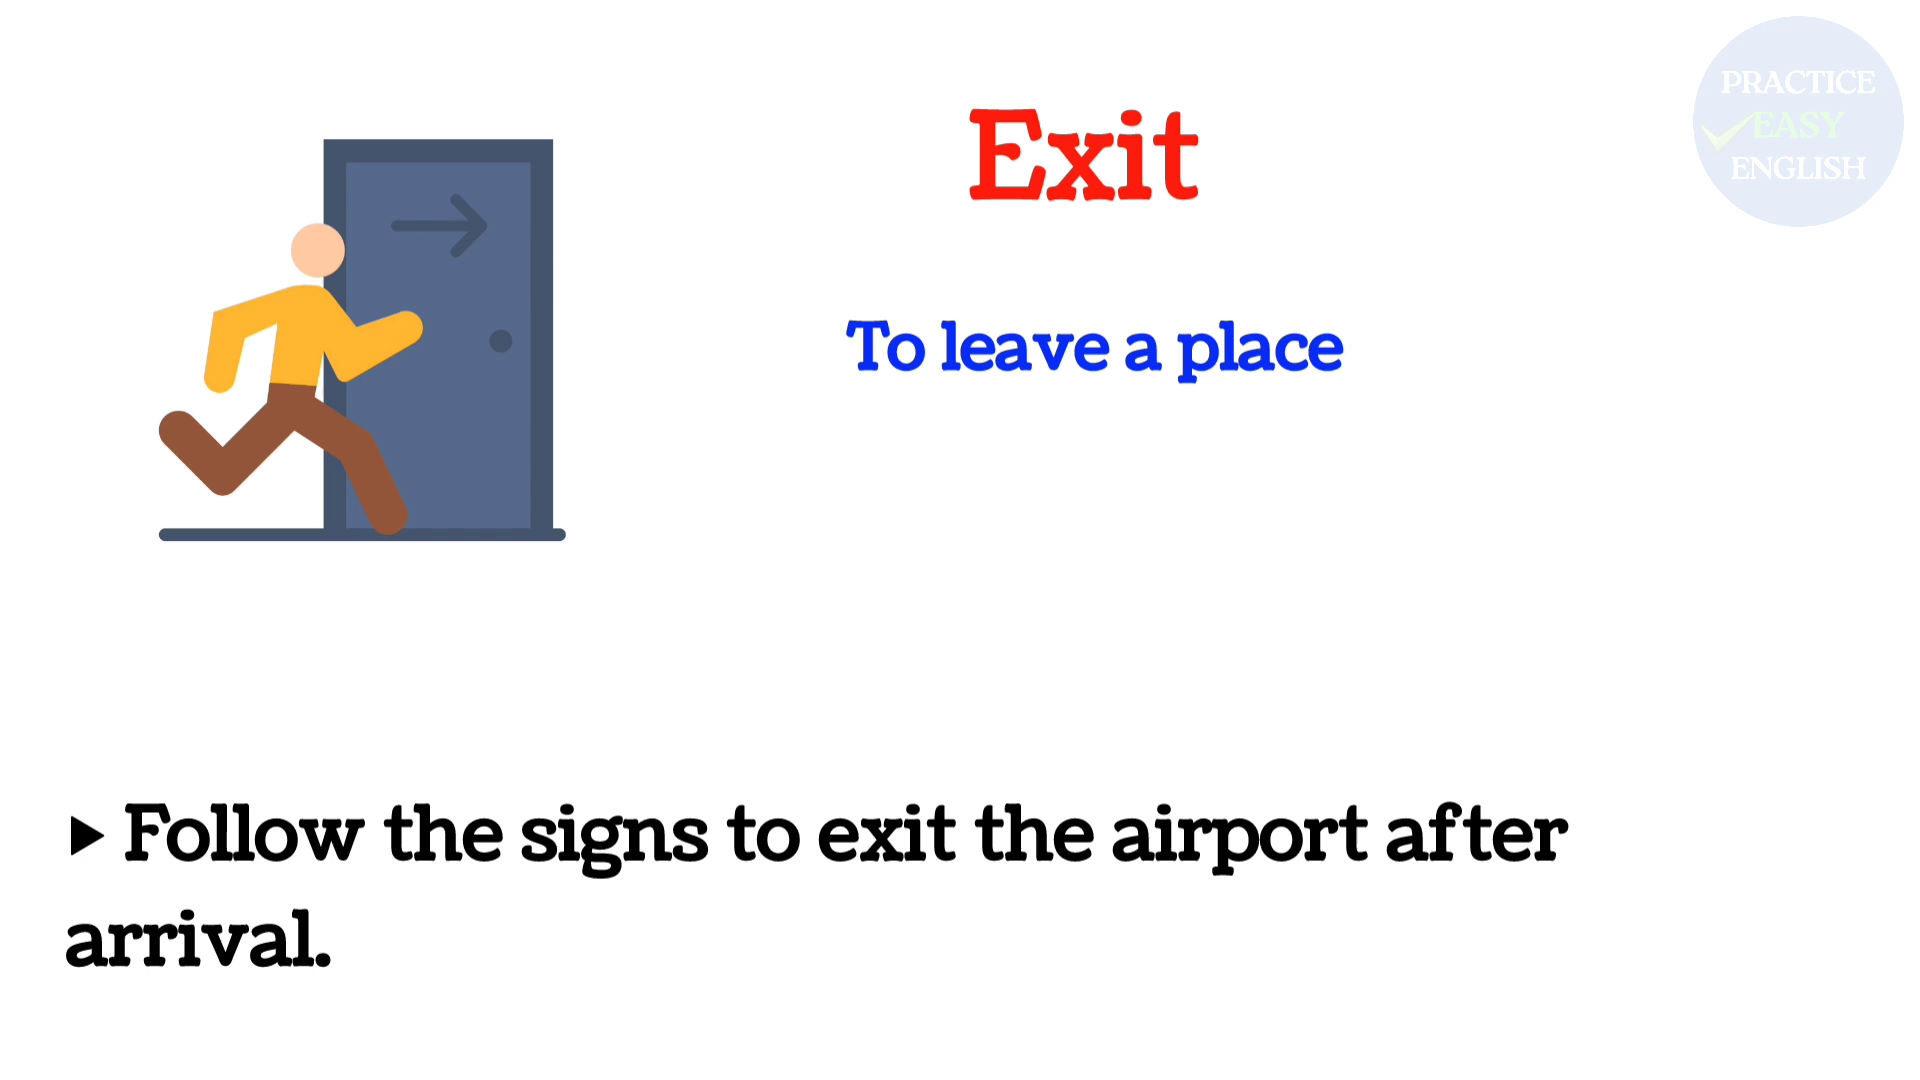 PRACTICE
EASY
ENGLISH
Exit
To leave a place
▶ Follow the signs to exit the airport after
arrival.